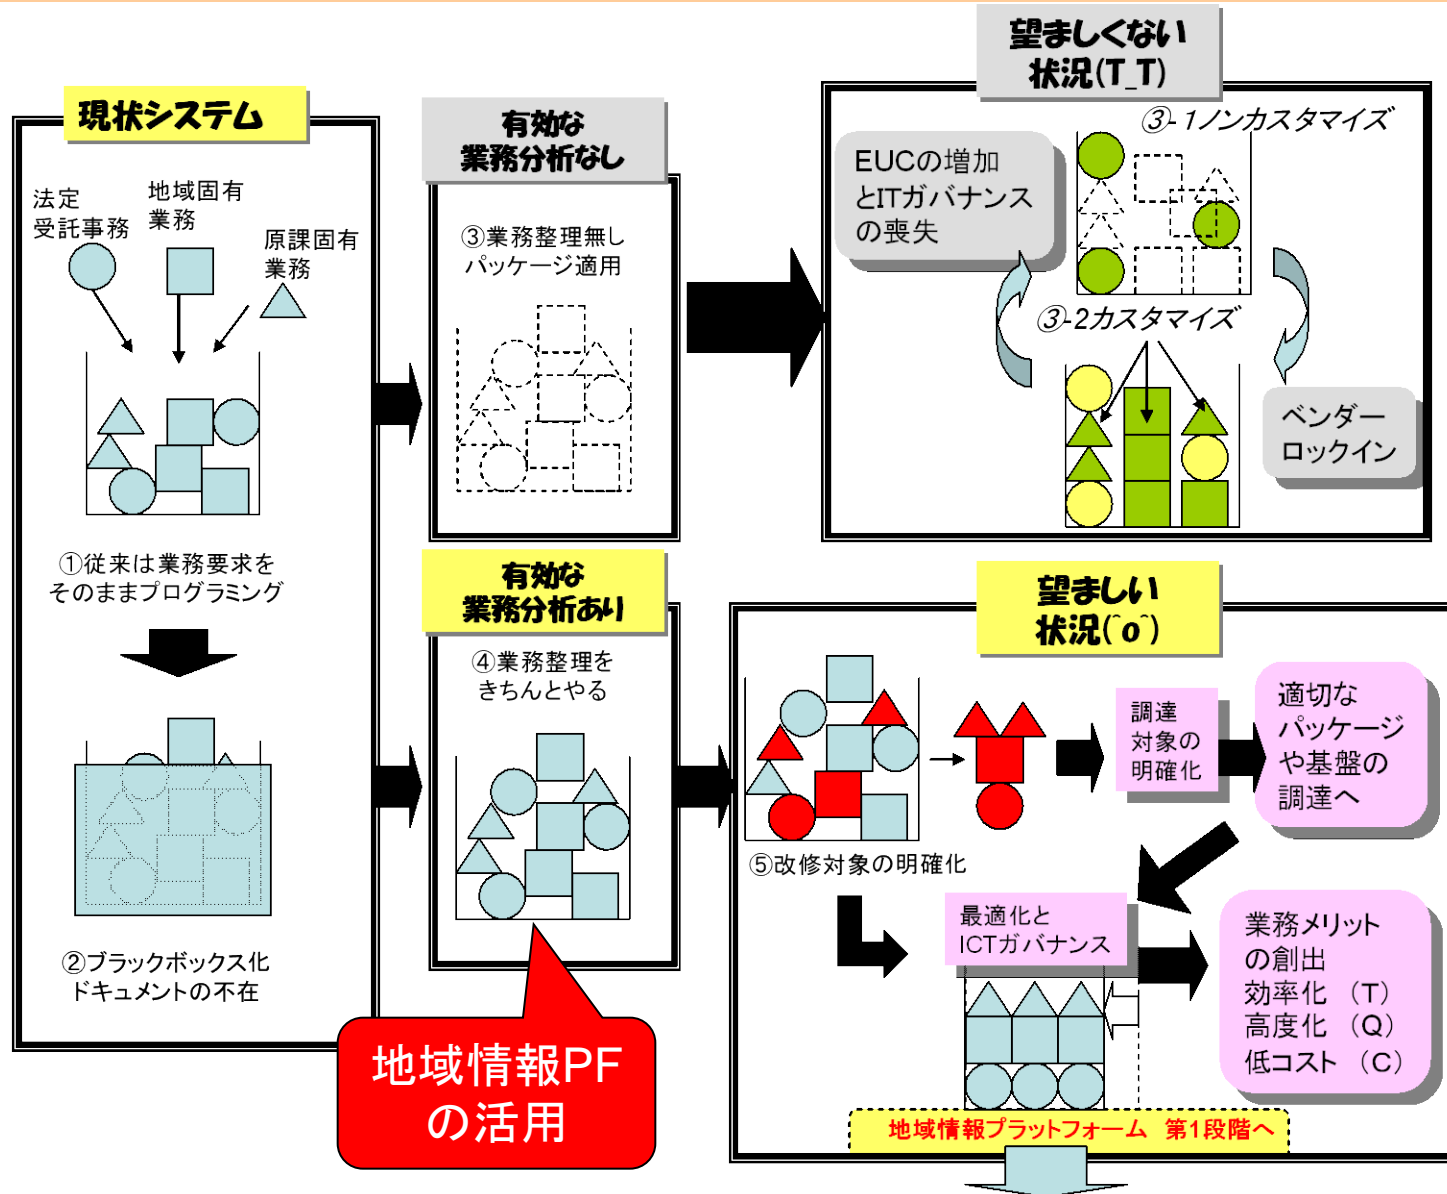 現状システム
法定
受託事務
地域固有
業務
原課固有
業務
①従来は業務要求を
そのままプログラミング
②ブラックボックス化
ドキュメントの不在
有効な
業務分析なし
③業務整理無し
パッケージ適用
望ましくない
状況(T_T)
③-1ノンカスタマイズ
EUCの増加
とITガバナンス
の喪失
③-2カスタマイズ
ベンダー
ロックイン
有効な
業務分析あり
④業務整理を
きちんとやる
地域情報PF
の活用
望ましい
状況(^o^)
⑤改修対象の明確化
調達
対象の
明確化
適切な
パッケージ
や基盤の
調達へ
最適化と
ICTガバナンス
業務メリット
の創出
効率化 (T)
高度化 (Q)
低コスト (C)
地域情報プラットフォーム 第1段階へ